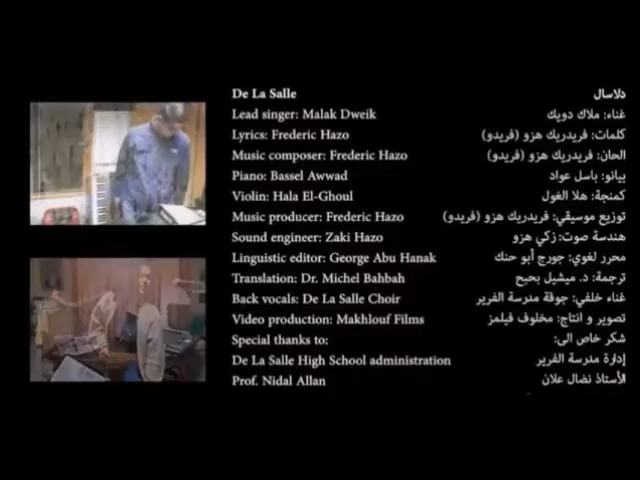 De La Salle
دلاسال
Lead singer: Malak Dweik
غناء: ملاك دويك
Lyrics: Frederic Hazo
كلمات: فريدريك هزو (فريدو)
Music composer: Frederic Hazo
الحان: فريدريك هزو (فريدو)
Piano: Bassel Awwad
بيانو: باسل عواد
Violin: Hala El-Ghoul
كمنجة: هلا الغول
Music producer: Frederic Hazo
توزيع موسيقي: فريدريك هزو (فريدو)
Sound engineer: Zaki Hazo
هندسة صوت: زكي هزو
Linguistic editor: George Abu Hanak
محرر لغوي: جورج أبو حنك
Translation: Dr. Michel Bahbah
ترجمة: د. ميشيل بحبح
Back vocals: De La Salle Choir
غناء خلفي: جوقة مدرسة الفرير
Video production: Makhlouf Films
تصوير و انتاج: مخلوف فيلمز
Special thanks to:
شكر خاص الى:
De La Salle High School administration
إدارة مدرسة الفرير
Prof. Nidal Allan
الأستاذ نضال علان